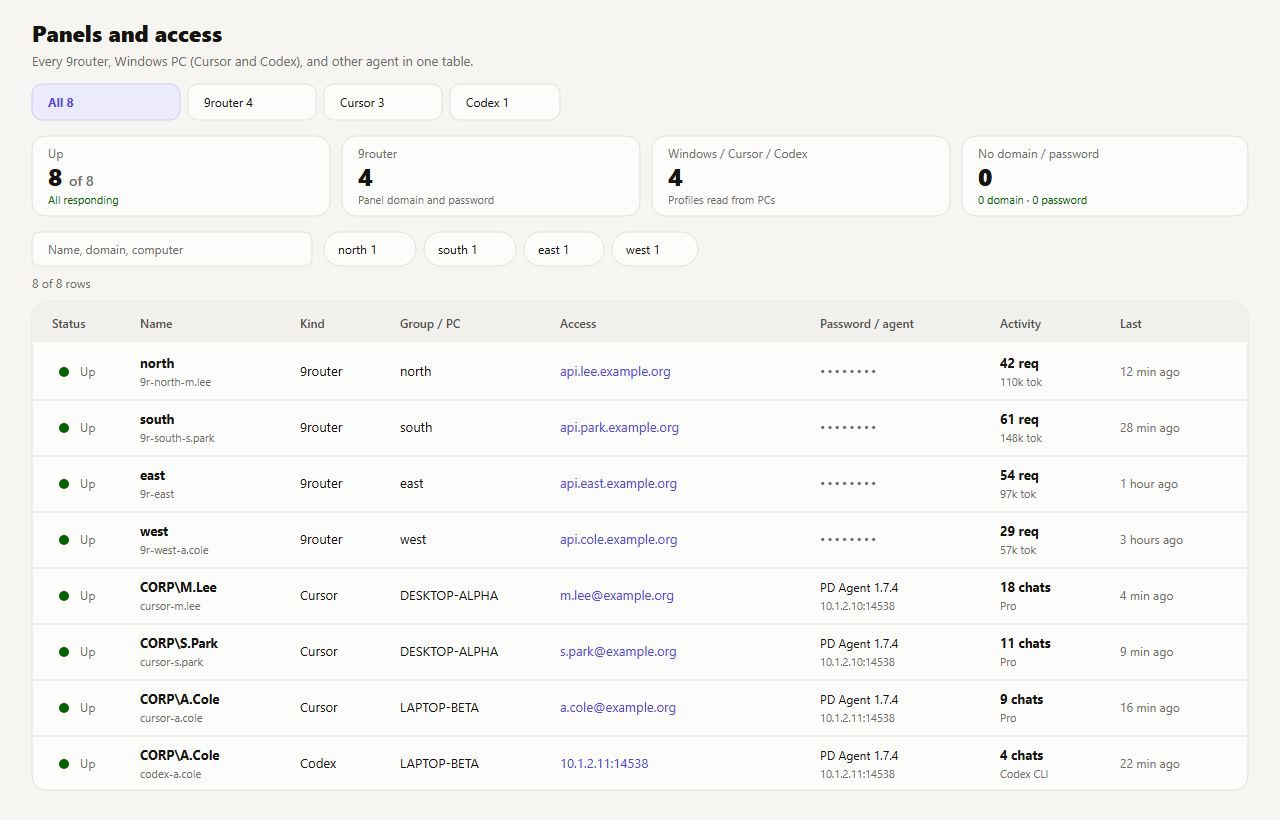 Panels and access
Every 9router, Windows PC (Cursor and Codex), and other agent in one table.
All 8
9router 4
Cursor 3
Codex 1
Up
8 of 8
All responding
9router
4
Panel domain and password
Windows / Cursor / Codex
4
Profiles read from PCs
No domain / password
0
0 domain · 0 password
Name, domain, computer
north 1
south 1
east 1
west 1
8 of 8 rows
Status Name Kind Group / PC Access Password / agent Activity Last
Up north 9router north api.lee.example.org •••••••• 42 req 12 min ago
9r-north-m.lee 110k tok
Up south 9router south api.park.example.org •••••••• 61 req 28 min ago
9r-south-s.park 148k tok
Up east 9router east api.east.example.org •••••••• 54 req 1 hour ago
9r-east 97k tok
Up west 9router west api.cole.example.org •••••••• 29 req 3 hours ago
9r-west-a.cole 57k tok
Up CORP\M.Lee Cursor DESKTOP-ALPHA m.lee@example.org PD Agent 1.7.4 18 chats 4 min ago
cursor-m.lee 10.1.2.10:14538 Pro
Up CORP\S.Park Cursor DESKTOP-ALPHA s.park@example.org PD Agent 1.7.4 11 chats 9 min ago
cursor-s.park 10.1.2.10:14538 Pro
Up CORP\A.Cole Cursor LAPTOP-BETA a.cole@example.org PD Agent 1.7.4 9 chats 16 min ago
cursor-a.cole 10.1.2.11:14538 Pro
Up CORP\A.Cole Codex LAPTOP-BETA 10.1.2.11:14538 PD Agent 1.7.4 4 chats 22 min ago
codex-a.cole 10.1.2.11:14538 Codex CLI